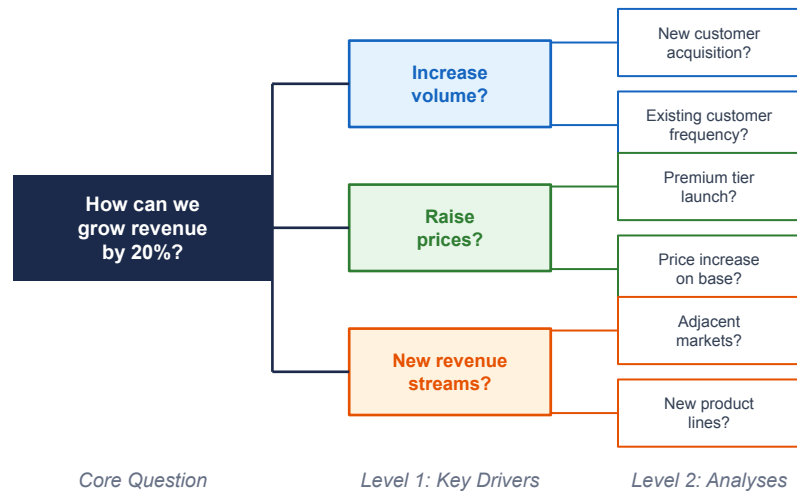 How can we
grow revenue
by 20%?
Increase
volume?
New customer
acquisition?
Existing customer
frequency?
Raise
prices?
Premium tier
launch?
Price increase
on base?
New revenue
streams?
Adjacent
markets?
New product
lines?
Core Question
Level 1: Key Drivers
Level 2: Analyses